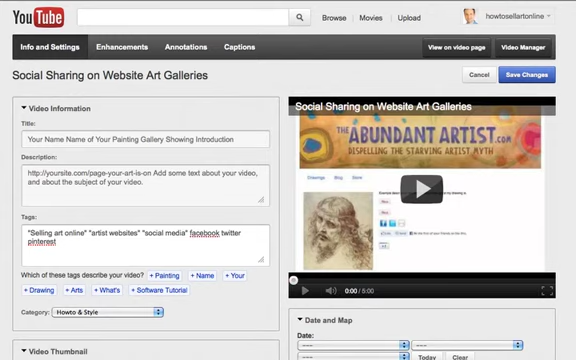 YouTube
Browse Movies Upload
howtosellartonline
Info and Settings Enhancements Annotations Captions
View on video page Video Manager
Social Sharing on Website Art Galleries
Cancel Save Changes
Video Information
Title:
Your Name Name of Your Painting Gallery Showing Introduction
Description:
http://yoursite.com/page-your-art-is-on Add some text about your video,
and about the subject of your video.
Tags:
"Selling art online" "artist websites" "social media" facebook twitter
pinterest
Which of these tags describe your video? + Painting + Name + Your
+ Drawing + Arts + What's + Software Tutorial
Category: Howto & Style
Video Thumbnail
Social Sharing on Website Art Galleries
THE ABUNDANT ARTIST.COM
DISPELLING THE STARVING ARTIST MYTH
Drawings Blog Store
0:00 / 5:00
Date and Map
Date:
--- ---
--- Today Clear